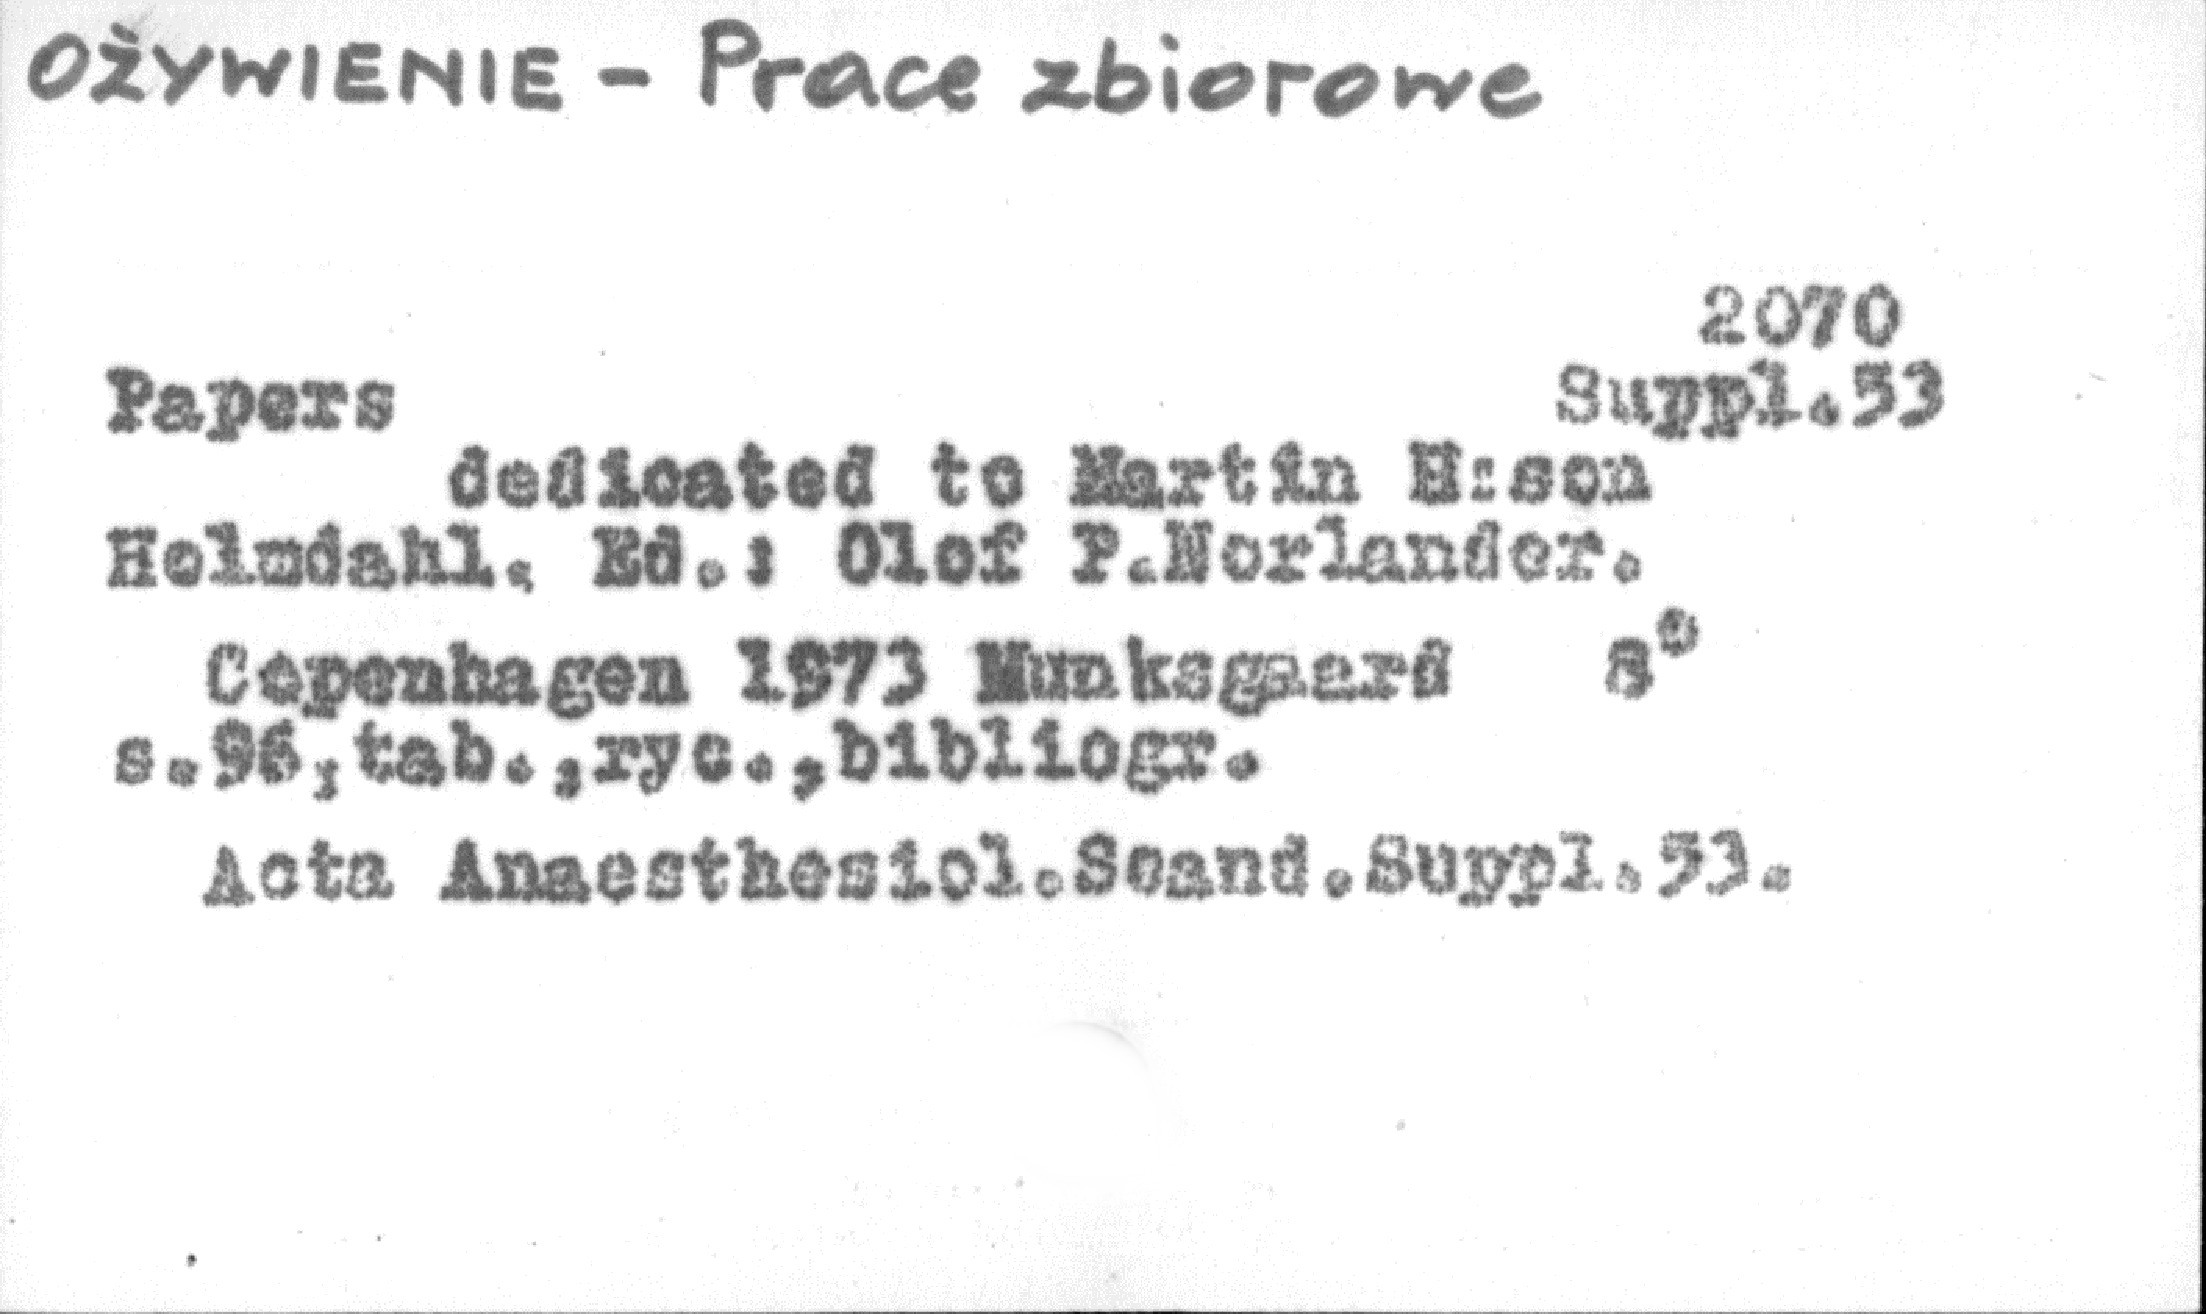 OŻYWIENIE - Prace zbiorowe
2070
Papers Suppl.53
dedicated to Martin H:son
Holmdahl. Ed.: Olof P.Norlander.
Copenhagen 1973 Munksgaard 8°
s.96,tab.,ryc.,bibliogr.
Acta Anaesthesiol.Scand.Suppl.53.